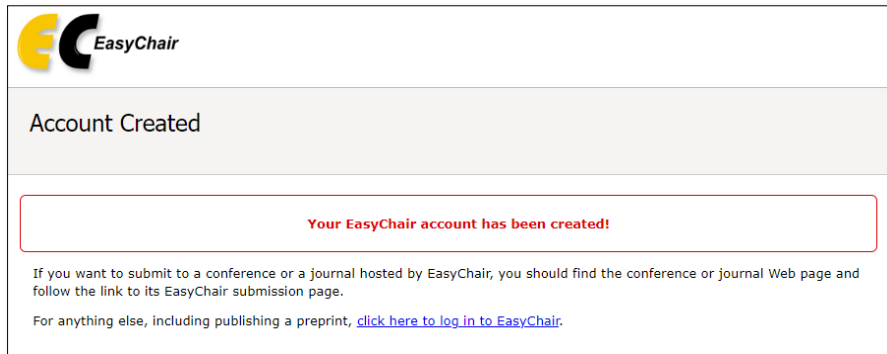 EC EasyChair
Account Created
Your EasyChair account has been created!
If you want to submit to a conference or a journal hosted by EasyChair, you should find the conference or journal Web page and
follow the link to its EasyChair submission page.
For anything else, including publishing a preprint, click here to log in to EasyChair.